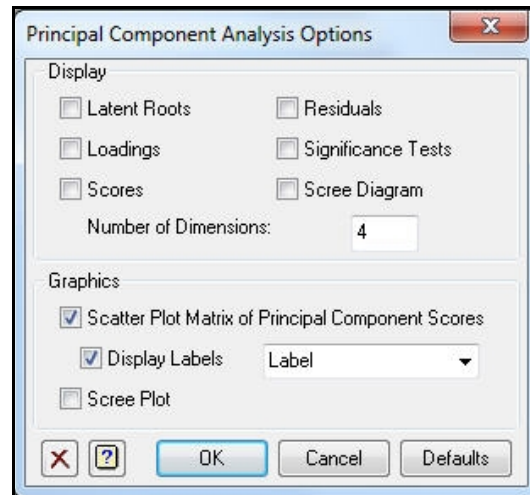 Principal Component Analysis Options
Display
Latent Roots
Residuals
Loadings
Significance Tests
Scores
Scree Diagram
Number of Dimensions: 4
Graphics
Scatter Plot Matrix of Principal Component Scores
Display Labels Label
Scree Plot
? OK Cancel Defaults